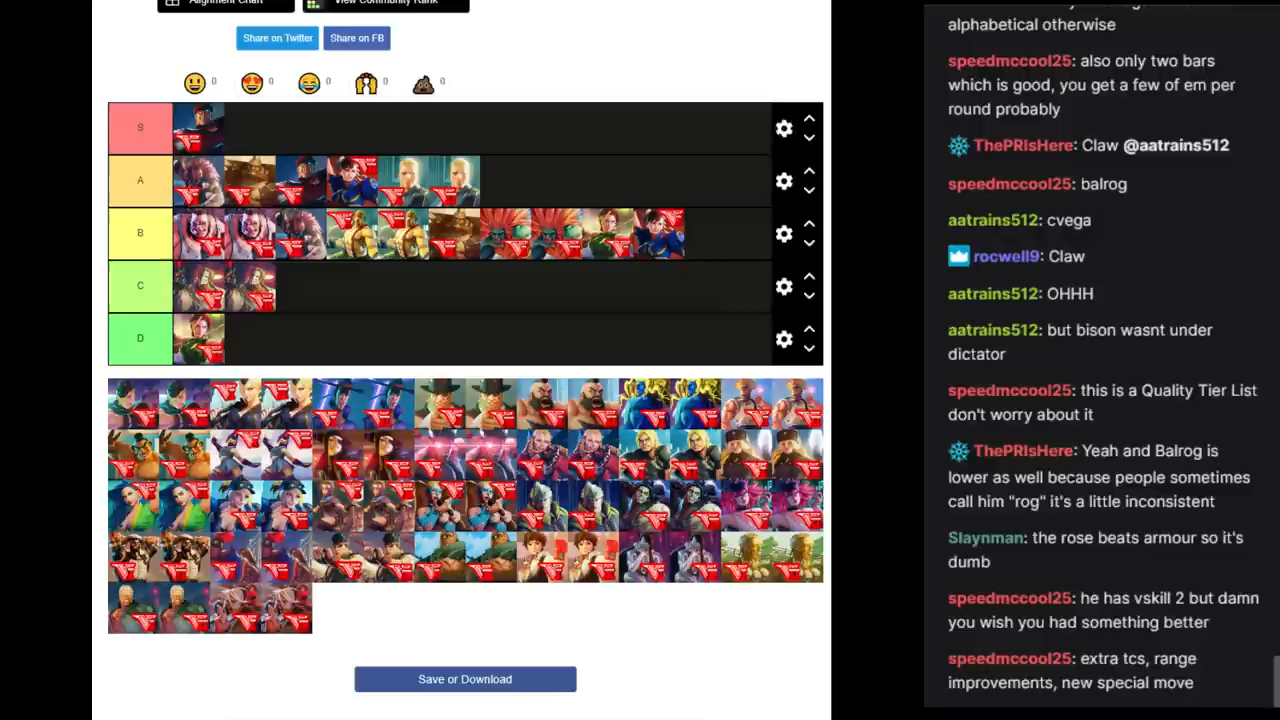 Alignment Chart
View Community Rank
Share on Twitter
Share on FB
0
0
0
0
0
S
A
B
C
D
Save or Download
alphabetical otherwise
speedmccool25: also only two bars
which is good, you get a few of em per
round probably
ThePRIsHere: Claw @aatrains512
speedmccool25: balrog
aatrains512: cvega
rocwell9: Claw
aatrains512: OHHH
aatrains512: but bison wasnt under
dictator
speedmccool25: this is a Quality Tier List
don't worry about it
ThePRIsHere: Yeah and Balrog is
lower as well because people sometimes
call him "rog" it's a little inconsistent
Slaynman: the rose beats armour so it's
dumb
speedmccool25: he has vskill 2 but damn
you wish you had something better
speedmccool25: extra tcs, range
improvements, new special move